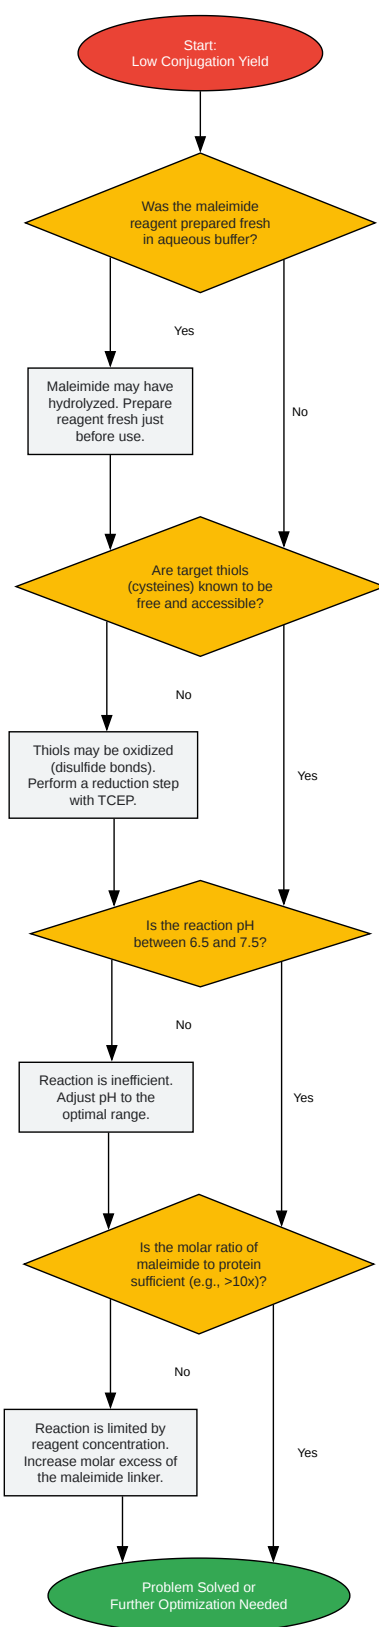 Start:
Low Conjugation Yield
Was the maleimide
reagent prepared fresh
in aqueous buffer?
Yes
Maleimide may have
hydrolyzed. Prepare
reagent fresh just
before use.
No
Are target thiols
(cysteines) known to be
free and accessible?
No
Thiols may be oxidized
(disulfide bonds).
Perform a reduction step
with TCEP.
Yes
Is the reaction pH
between 6.5 and 7.5?
No
Reaction is inefficient.
Adjust pH to the
optimal range.
Yes
Is the molar ratio of
maleimide to protein
sufficient (e.g., >10x)?
No
Reaction is limited by
reagent concentration.
Increase molar excess of
the maleimide linker.
Yes
Problem Solved or
Further Optimization Needed